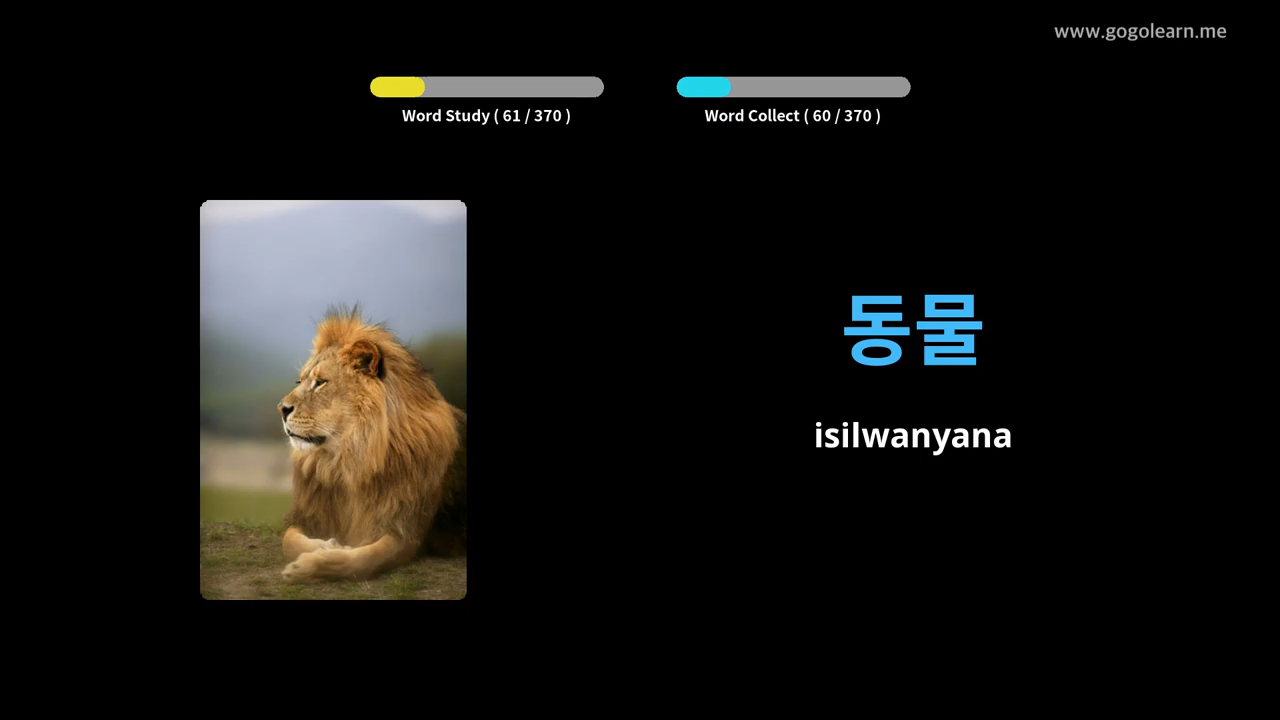 www.gogolearn.me
Word Study ( 61 / 370 )
Word Collect ( 60 / 370 )
동물
isilwanyana